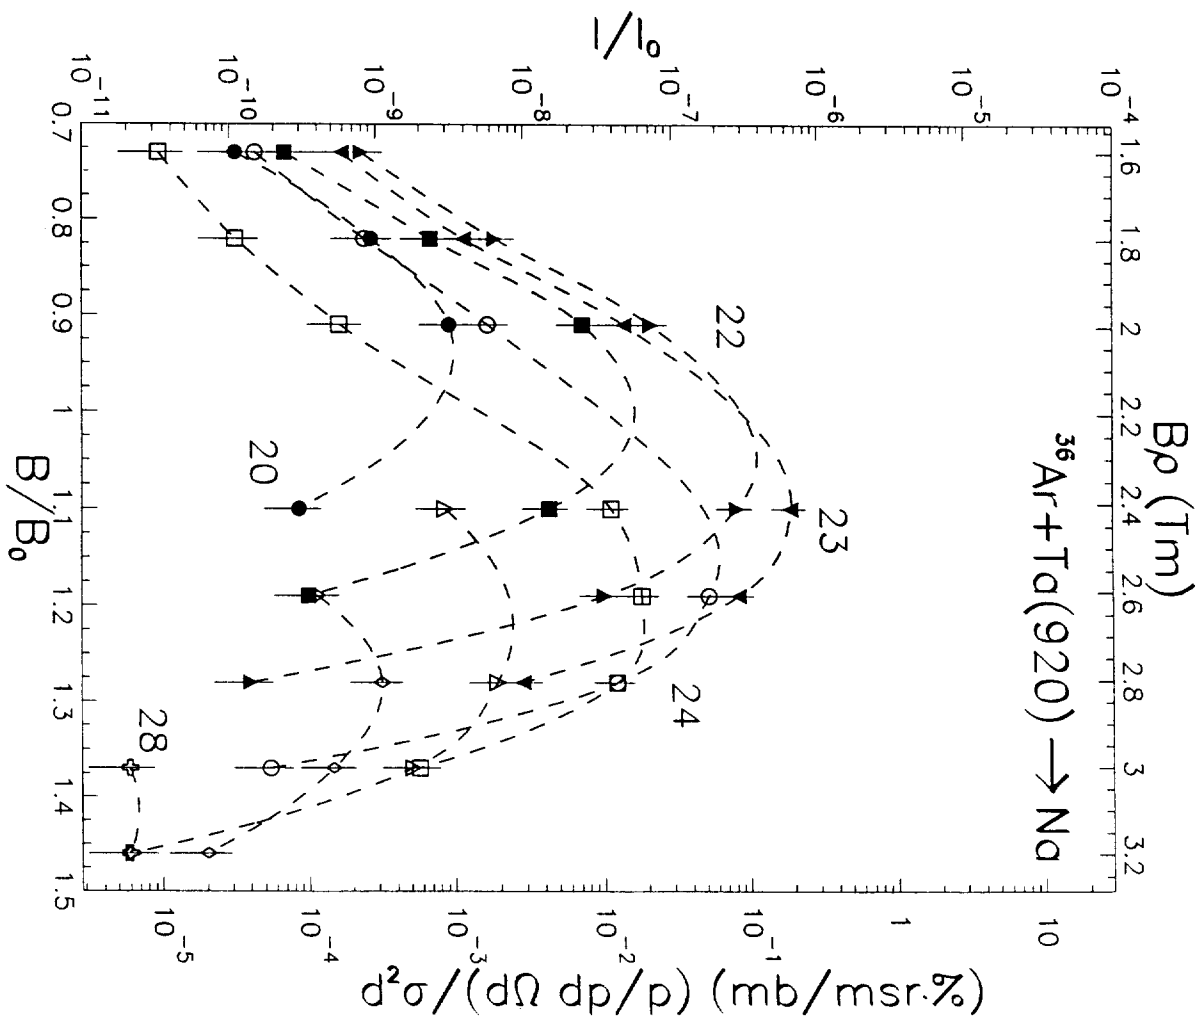 Bρ (Tm)
1.6 1.8 2 2.2 2.4 2.6 2.8 3 3.2
I/I₀
10⁻⁴
10⁻⁵
10⁻⁶
10⁻⁷
10⁻⁸
10⁻⁹
10⁻¹⁰
10⁻¹¹
³⁶Ar+Ta(920) → Na
22
23
24
20
28
10
1
10⁻¹
10⁻²
10⁻³
10⁻⁴
10⁻⁵
d²σ/(dΩ dp/p) (mb/msr·%)
0.7 0.8 0.9 1 1.1 1.2 1.3 1.4 1.5
B/B₀